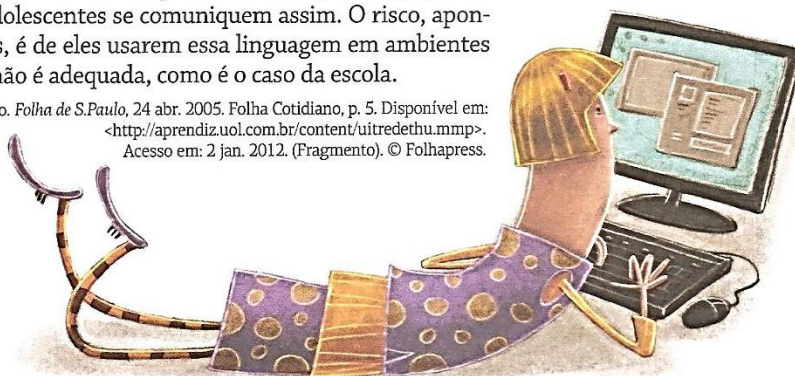 dolescentes se comuniquem assim. O risco, apon-
s, é de eles usarem essa linguagem em ambientes
não é adequada, como é o caso da escola.
o. Folha de S.Paulo, 24 abr. 2005. Folha Cotidiano, p. 5. Disponível em:
<http://aprendiz.uol.com.br/content/uitredethu.mmp>.
Acesso em: 2 jan. 2012. (Fragmento). © Folhapress.